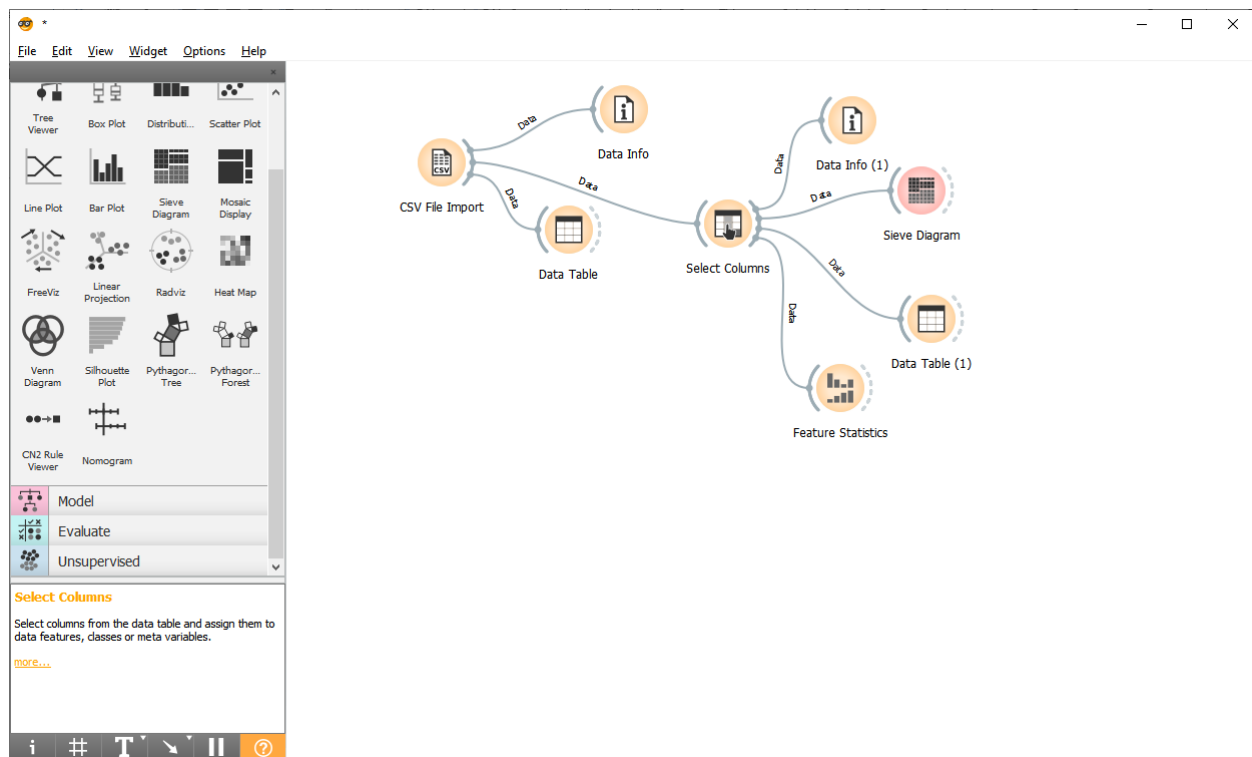 *
File Edit View Widget Options Help
Tree Viewer
Box Plot
Distributi...
Scatter Plot
Line Plot
Bar Plot
Sieve Diagram
Mosaic Display
FreeViz
Linear Projection
Radviz
Heat Map
Venn Diagram
Silhouette Plot
Pythagor... Tree
Pythagor... Forest
CN2 Rule Viewer
Nomogram
Model
Evaluate
Unsupervised
Select Columns
Select columns from the data table and assign them to
data features, classes or meta variables.
more...
CSV
CSV File Import
Data
Data Info
Data
Data
Data Table
Select Columns
Data
Data Info (1)
Data
Sieve Diagram
Data
Data Table (1)
Data
Feature Statistics